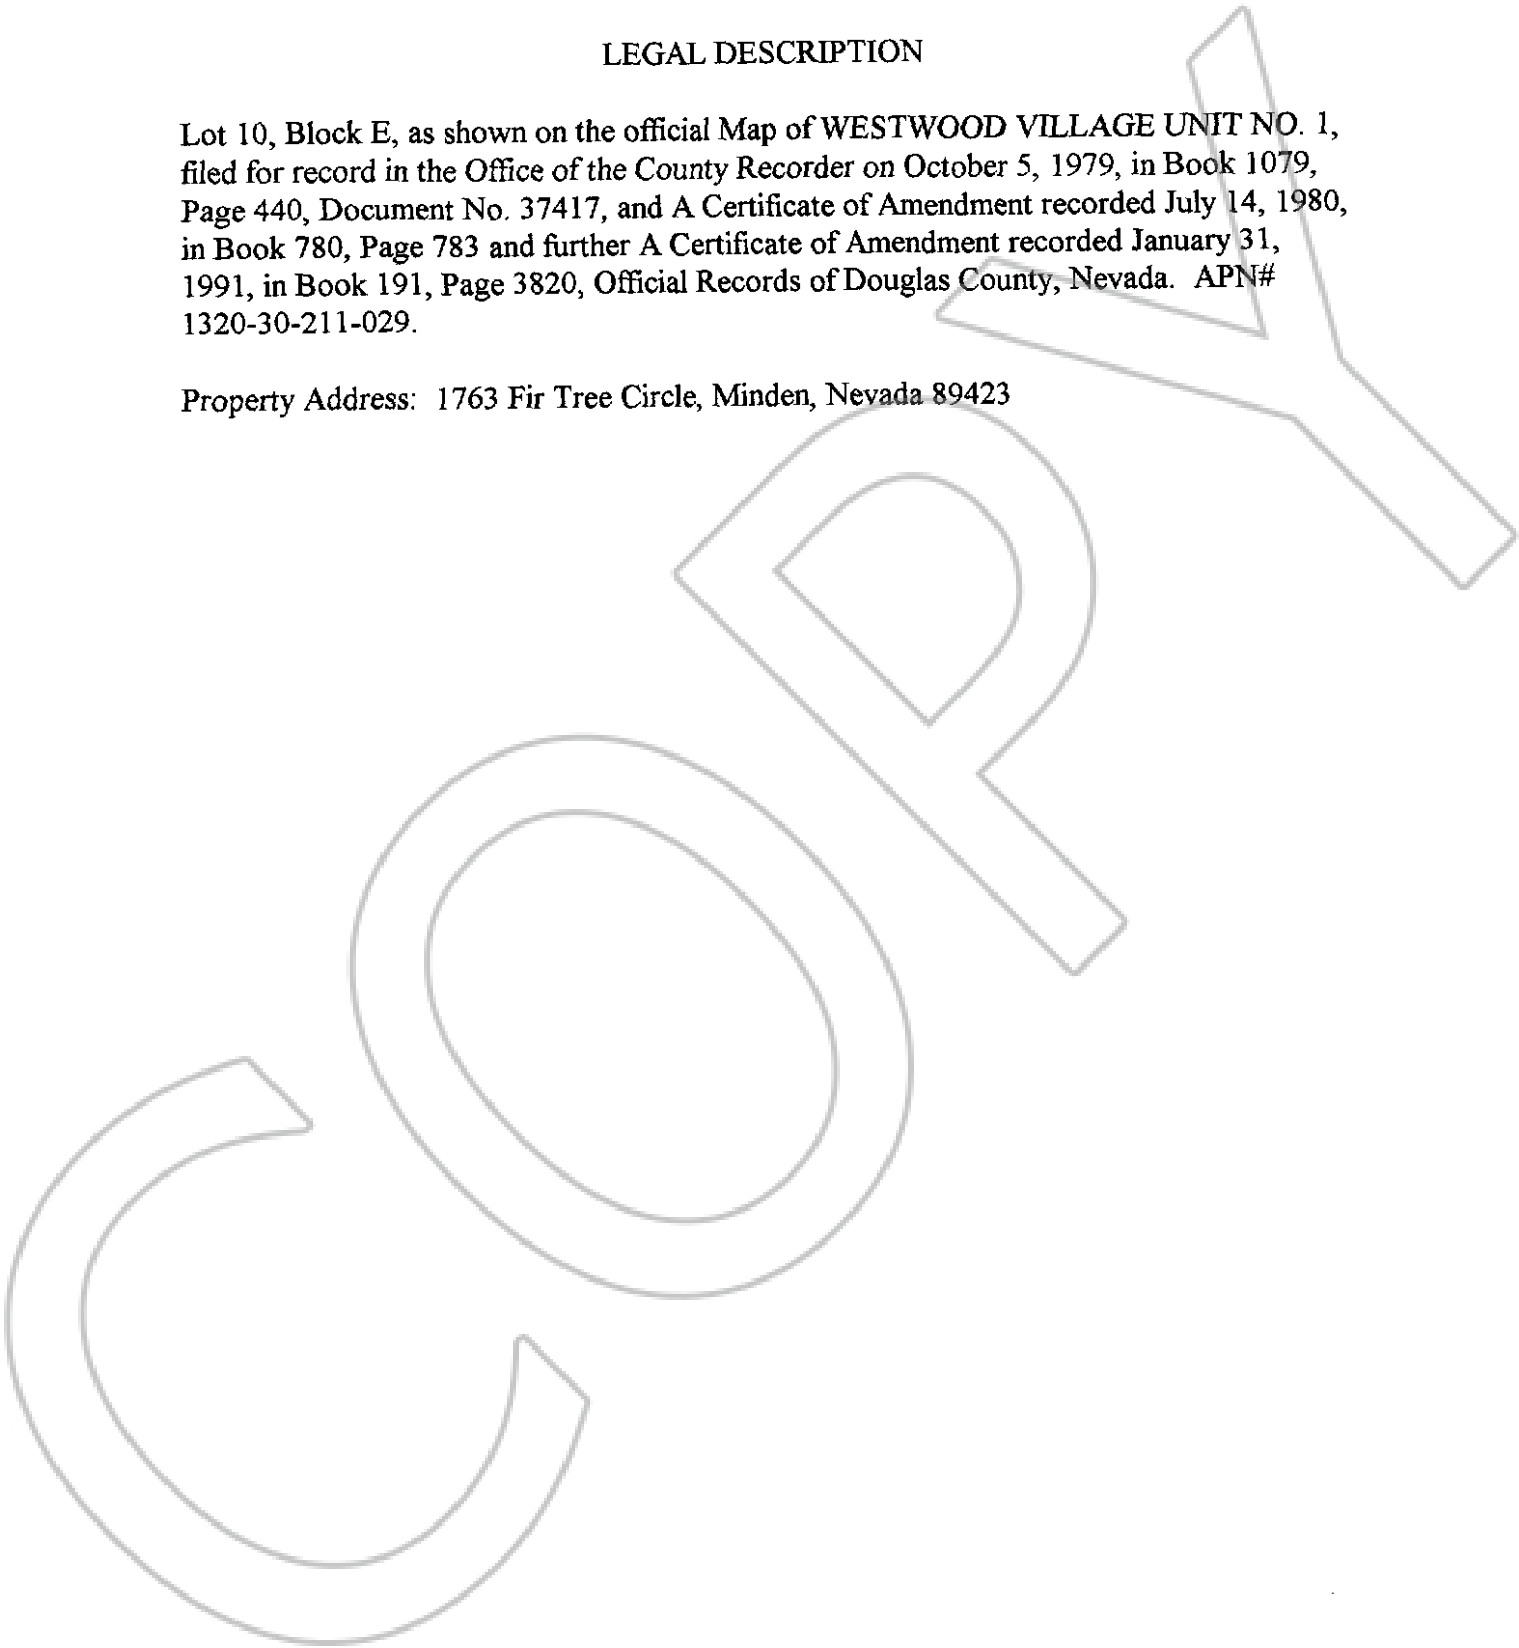 LEGAL DESCRIPTION
Lot 10, Block E, as shown on the official Map of WESTWOOD VILLAGE UNIT NO. 1,
filed for record in the Office of the County Recorder on October 5, 1979, in Book 1079,
Page 440, Document No. 37417, and A Certificate of Amendment recorded July 14, 1980,
in Book 780, Page 783 and further A Certificate of Amendment recorded January 31,
1991, in Book 191, Page 3820, Official Records of Douglas County, Nevada. APN#
1320-30-211-029.
Property Address: 1763 Fir Tree Circle, Minden, Nevada 89423
COPY